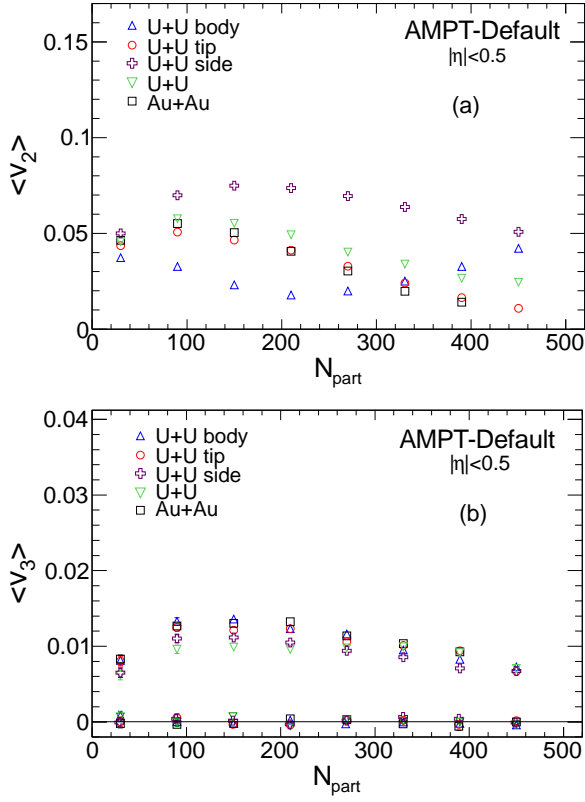 0.15
0.1
0.05
0
<v2>
U+U body
U+U tip
U+U side
U+U
Au+Au
AMPT-Default
|η|<0.5
(a)
0 100 200 300 400 500
Npart
0.04
0.03
0.02
0.01
0
<v3>
U+U body
U+U tip
U+U side
U+U
Au+Au
AMPT-Default
|η|<0.5
(b)
0 100 200 300 400 500
Npart